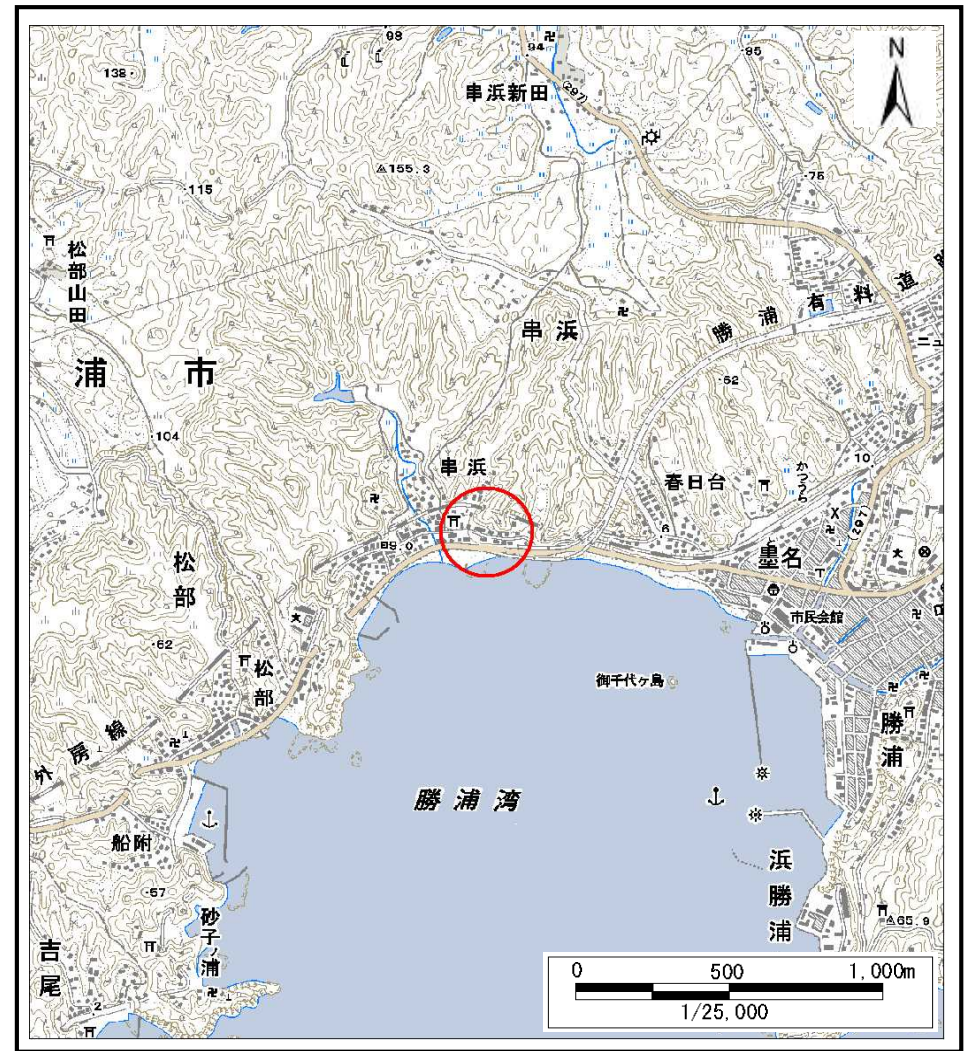 98
94
85
N
138
串浜新田
(297)
155.3
76
115
松部山田
串浜
勝浦有料道
ニュ
浦市
62
104
串浜
10
かつうら
春日台
(297)
6
松部
89.0
と
墨名
市民会館
62
松部
御千代ヶ島
勝浦
外房線
勝浦湾
船附
浜勝浦
57
砂子ノ浦
65.9
吉尾
2
0 500 1,000m
1/25,000